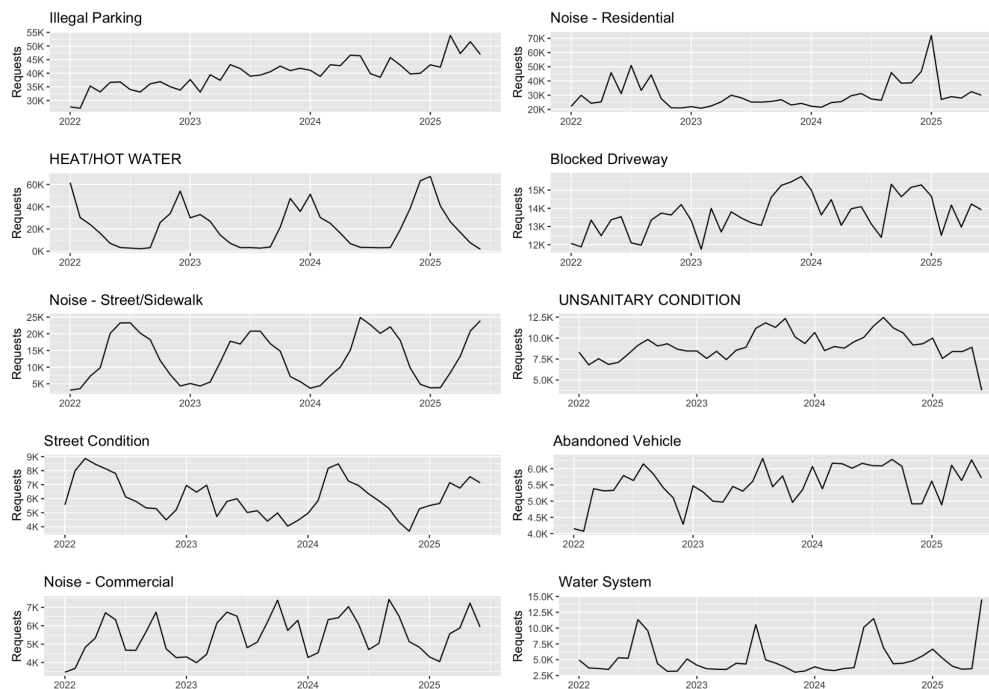 Illegal Parking
Requests
55K
50K
45K
40K
35K
30K
2022 2023 2024 2025
Noise - Residential
Requests
70K
60K
50K
40K
30K
20K
2022 2023 2024 2025
HEAT/HOT WATER
Requests
60K
40K
20K
0K
2022 2023 2024 2025
Blocked Driveway
Requests
15K
14K
13K
12K
2022 2023 2024 2025
Noise - Street/Sidewalk
Requests
25K
20K
15K
10K
5K
2022 2023 2024 2025
UNSANITARY CONDITION
Requests
12.5K
10.0K
7.5K
5.0K
2022 2023 2024 2025
Street Condition
Requests
9K
8K
7K
6K
5K
4K
2022 2023 2024 2025
Abandoned Vehicle
Requests
6.0K
5.5K
5.0K
4.5K
4.0K
2022 2023 2024 2025
Noise - Commercial
Requests
7K
6K
5K
4K
2022 2023 2024 2025
Water System
Requests
15.0K
12.5K
10.0K
7.5K
5.0K
2.5K
2022 2023 2024 2025